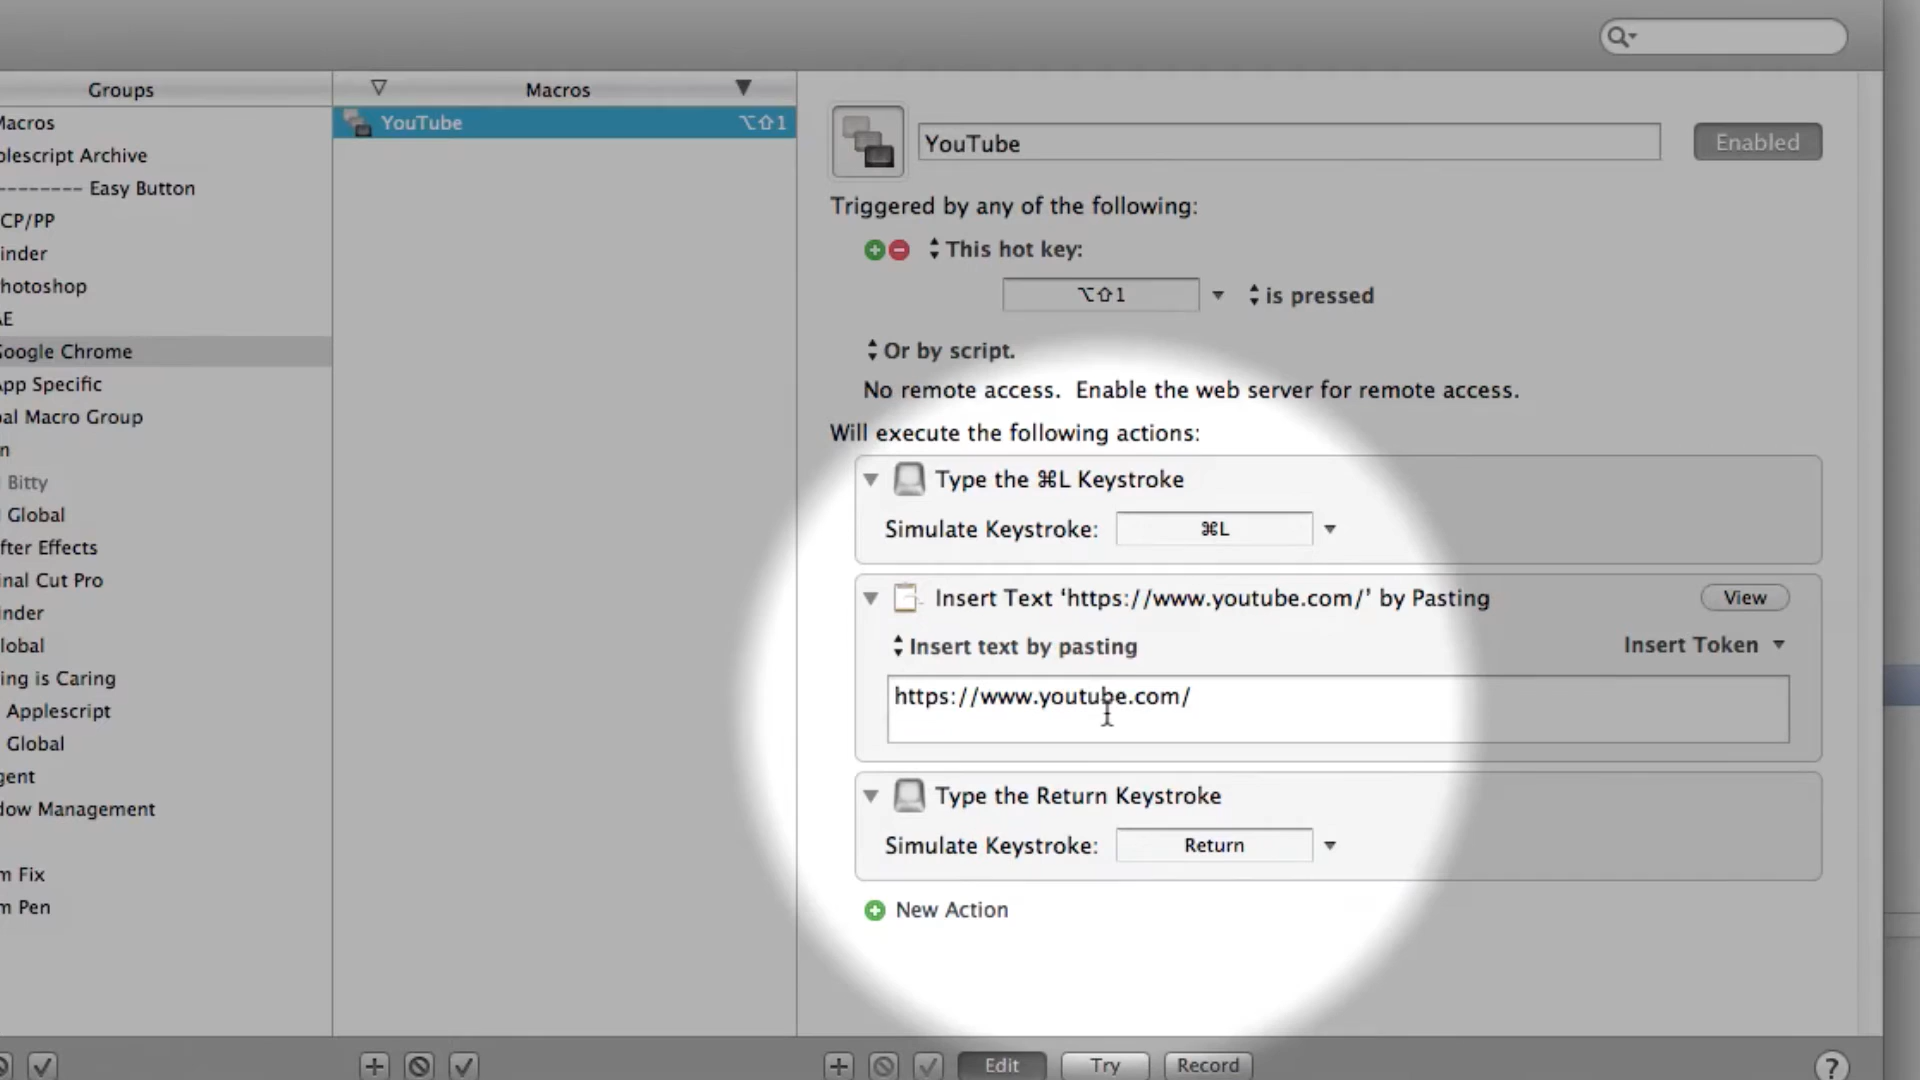 Groups
Macros
YouTube ⌥⇧1
Macros
plescript Archive
-------- Easy Button
CP/PP
inder
hotoshop
AE
Google Chrome
App Specific
bal Macro Group
n
Bitty
Global
fter Effects
inal Cut Pro
inder
lobal
ing is Caring
Applescript
Global
gent
dow Management
m Fix
m Pen
YouTube
Enabled
Triggered by any of the following:
This hot key:
⌥⇧1
is pressed
Or by script.
No remote access. Enable the web server for remote access.
Will execute the following actions:
Type the ⌘L Keystroke
Simulate Keystroke: ⌘L
Insert Text ‘https://www.youtube.com/’ by Pasting
View
Insert text by pasting
Insert Token
https://www.youtube.com/
Type the Return Keystroke
Simulate Keystroke: Return
New Action
Edit
Try
Record
?